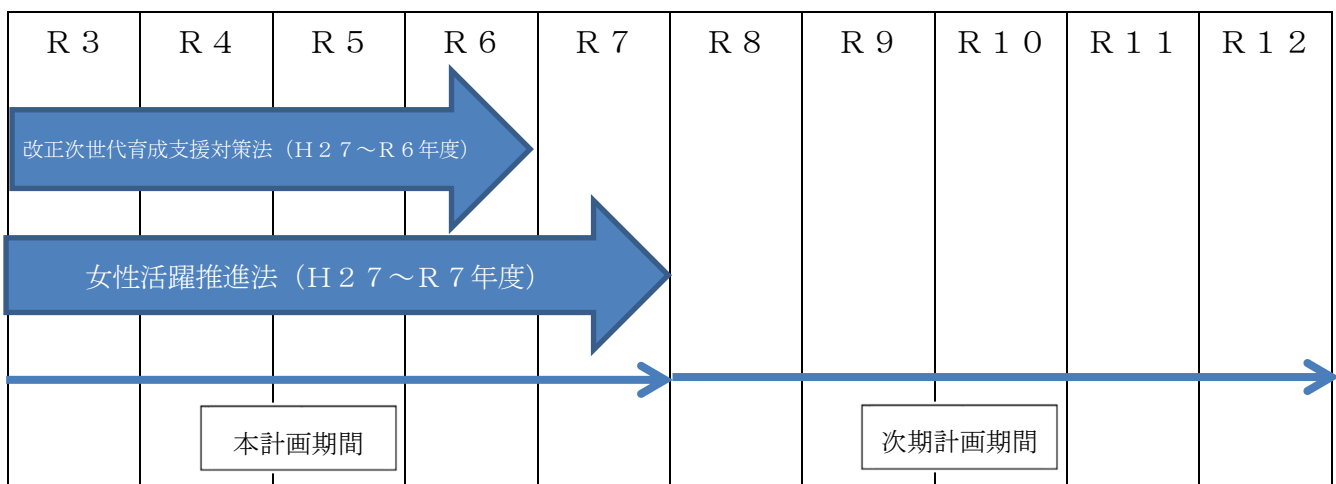 Ｒ３ Ｒ４ Ｒ５ Ｒ６ Ｒ７ Ｒ８ Ｒ９ Ｒ１０ Ｒ１１ Ｒ１２
改正次世代育成支援対策法（Ｈ２７～Ｒ６年度）
女性活躍推進法（Ｈ２７～Ｒ７年度）
本計画期間 次期計画期間